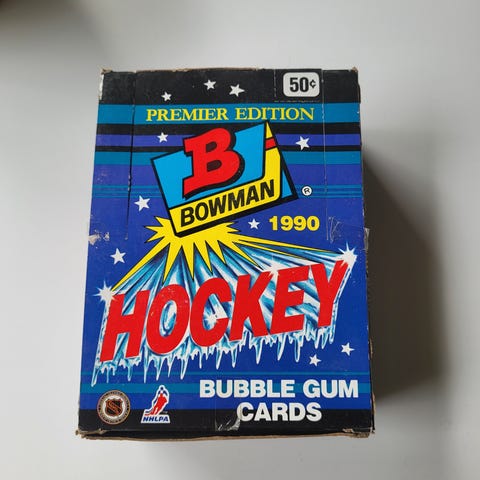 50¢
PREMIER EDITION
B
BOWMAN ®
1990
HOCKEY
BUBBLE GUM
CARDS
NHLPA